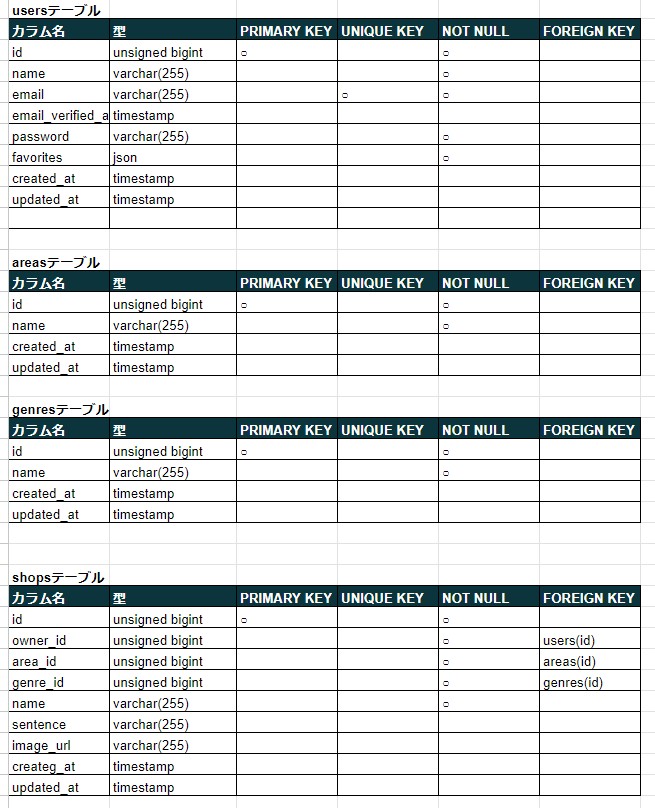 usersテーブル
カラム名 型 PRIMARY KEY UNIQUE KEY NOT NULL FOREIGN KEY
id unsigned bigint ○ ○
name varchar(255) ○
email varchar(255) ○ ○
email_verified_a timestamp
password varchar(255) ○
favorites json ○
created_at timestamp
updated_at timestamp
areasテーブル
カラム名 型 PRIMARY KEY UNIQUE KEY NOT NULL FOREIGN KEY
id unsigned bigint ○ ○
name varchar(255) ○
created_at timestamp
updated_at timestamp
genresテーブル
カラム名 型 PRIMARY KEY UNIQUE KEY NOT NULL FOREIGN KEY
id unsigned bigint ○ ○
name varchar(255) ○
created_at timestamp
updated_at timestamp
shopsテーブル
カラム名 型 PRIMARY KEY UNIQUE KEY NOT NULL FOREIGN KEY
id unsigned bigint ○ ○
owner_id unsigned bigint ○ users(id)
area_id unsigned bigint ○ areas(id)
genre_id unsigned bigint ○ genres(id)
name varchar(255) ○
sentence varchar(255)
image_url varchar(255)
createg_at timestamp
updated_at timestamp